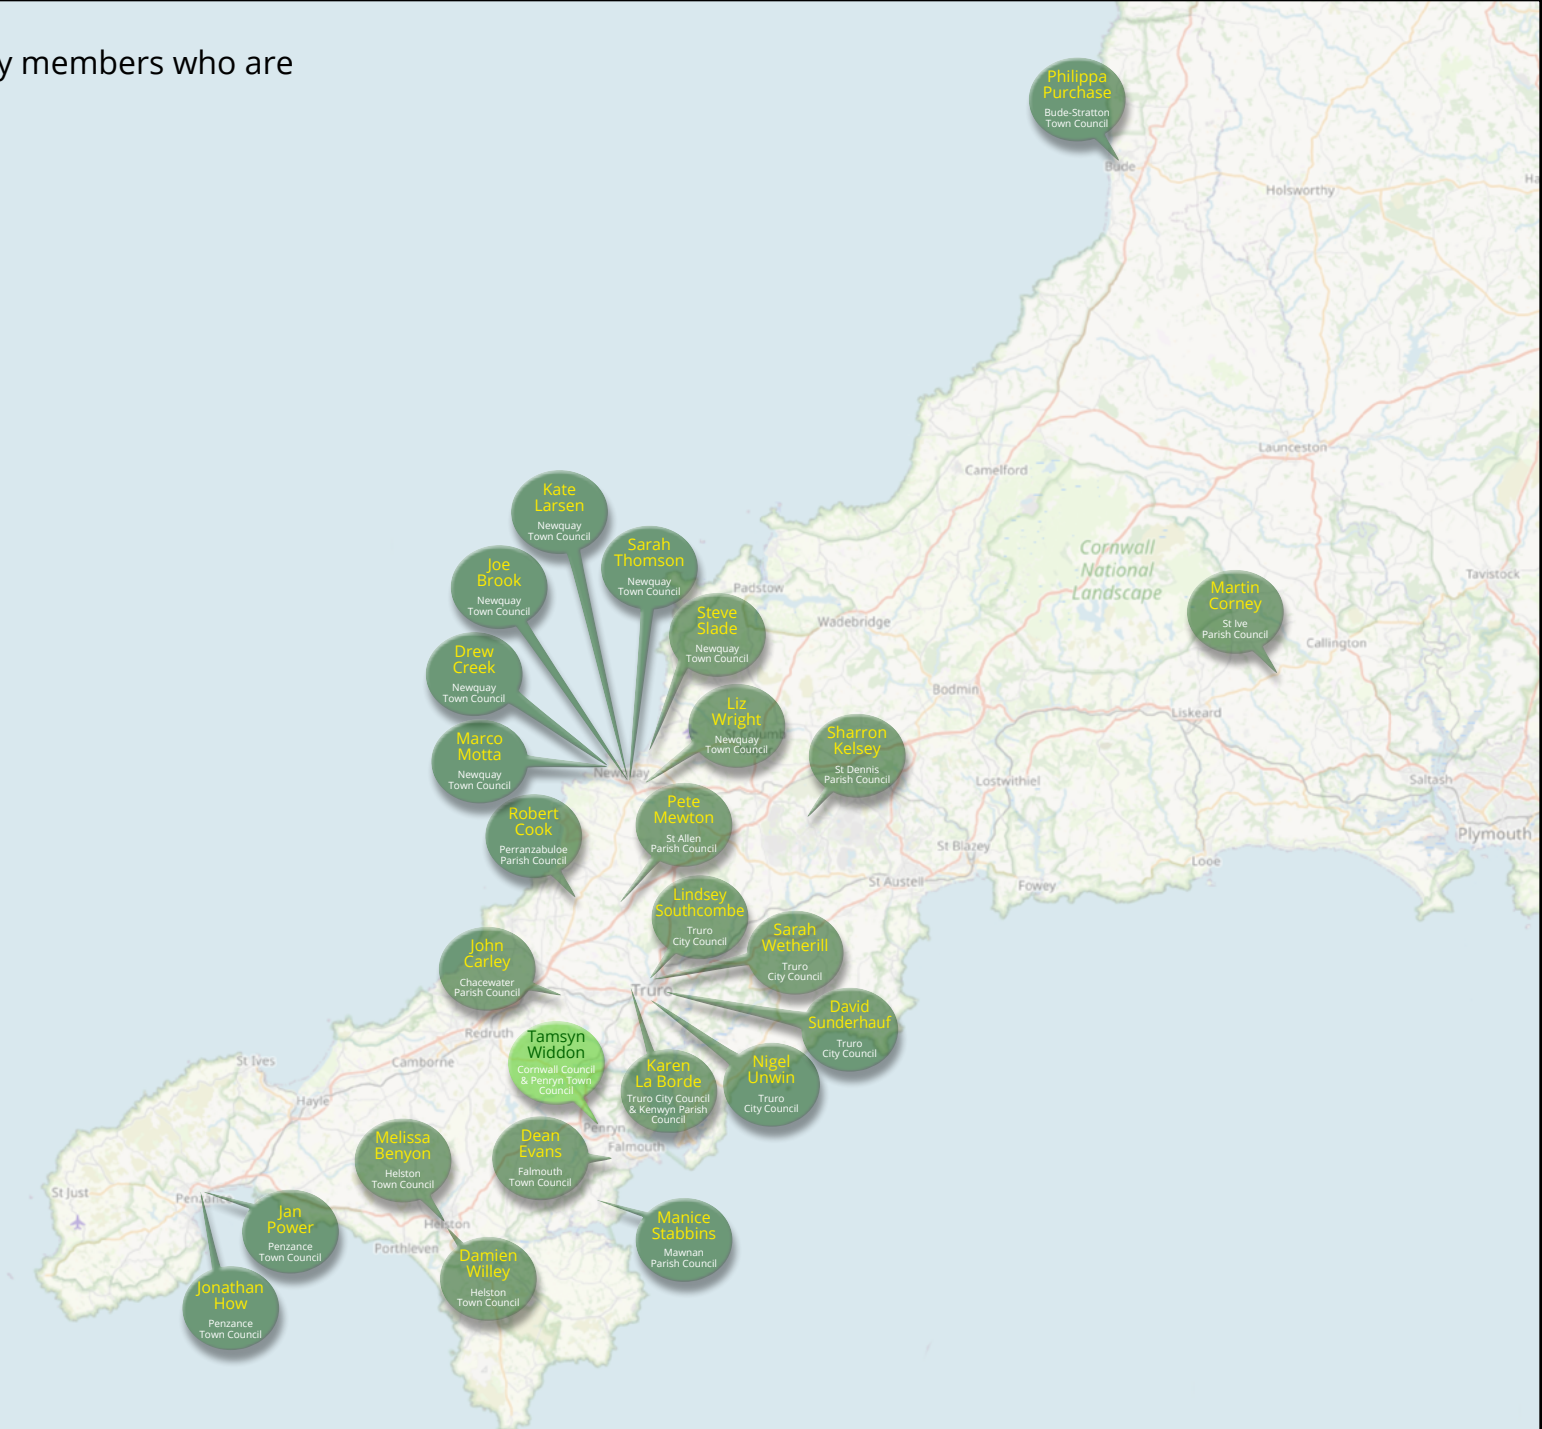 y members who are
Philippa
Purchase
Bude-Stratton
Town Council
Bude
Holsworthy
Launceston
Camelford
Kate
Larsen
Newquay
Town Council
Sarah
Thomson
Newquay
Town Council
Joe
Brook
Newquay
Town Council
Cornwall
National
Landscape
Tavistock
Padstow
Martin
Corney
St Ive
Parish Council
Steve
Slade
Newquay
Town Council
Wadebridge
Callington
Drew
Creek
Newquay
Town Council
Bodmin
Liskeard
Liz
Wright
Newquay
Town Council
Sharron
Kelsey
St Dennis
Parish Council
Marco
Motta
Newquay
Town Council
Newquay
Lostwithiel
Saltash
Pete
Mewton
St Allen
Parish Council
Robert
Cook
Perranzabuloe
Parish Council
Plymouth
St Blazey
Looe
St Austell
Fowey
Lindsey
Southcombe
Truro
City Council
Sarah
Wetherill
Truro
City Council
John
Carley
Chacewater
Parish Council
Truro
David
Sunderhauf
Truro
City Council
Redruth
Tamsyn
Widdon
Cornwall Council
& Penryn Town
Council
St Ives
Camborne
Karen
La Borde
Truro City Council
& Kenwyn Parish
Council
Nigel
Unwin
Truro
City Council
Hayle
Penryn
Falmouth
Melissa
Benyon
Helston
Town Council
Dean
Evans
Falmouth
Town Council
St Just
Penzance
Jan
Power
Penzance
Town Council
Helston
Porthleven
Manice
Stabbins
Mawnan
Parish Council
Damien
Willey
Helston
Town Council
Jonathan
How
Penzance
Town Council